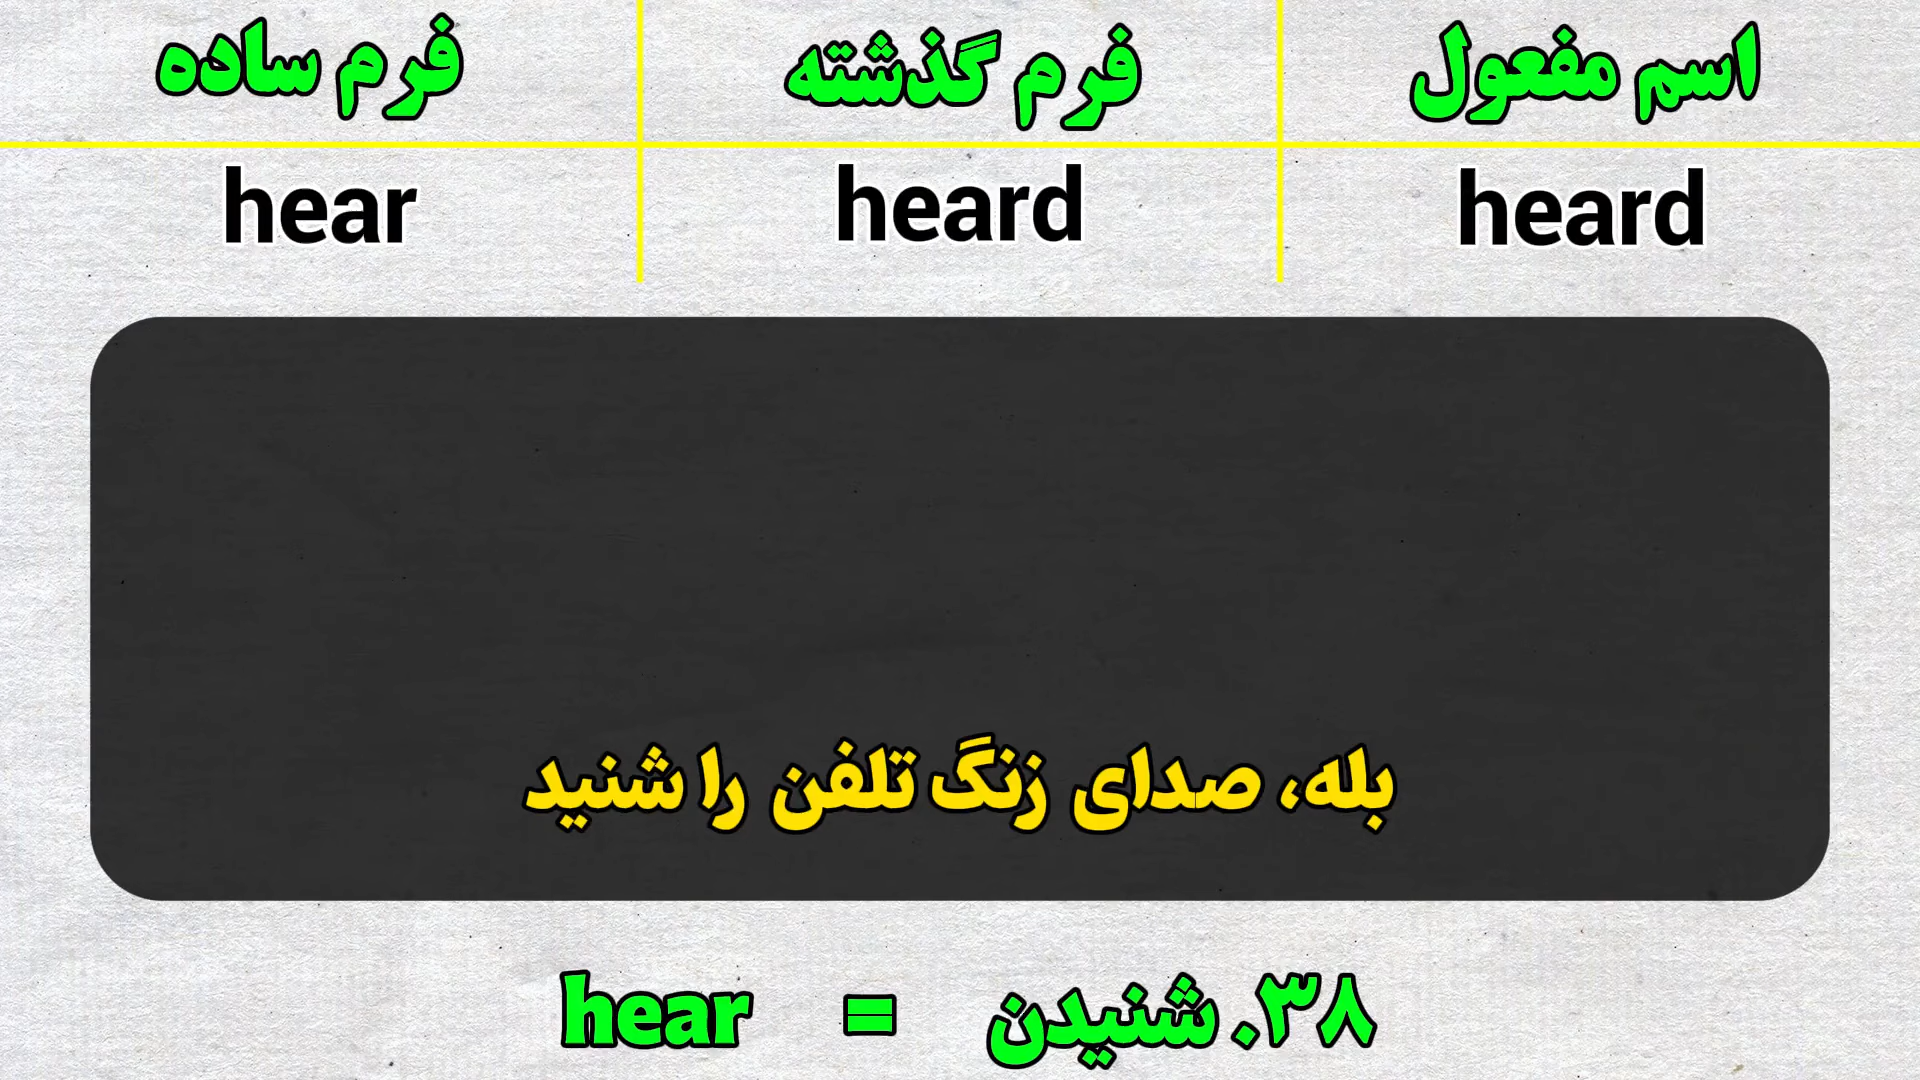 فرم ساده
فرم گذشته
اسم مفعول
hear
heard
heard
بله، صدای زنگ تلفن را شنید
۳۸. شنیدن = hear